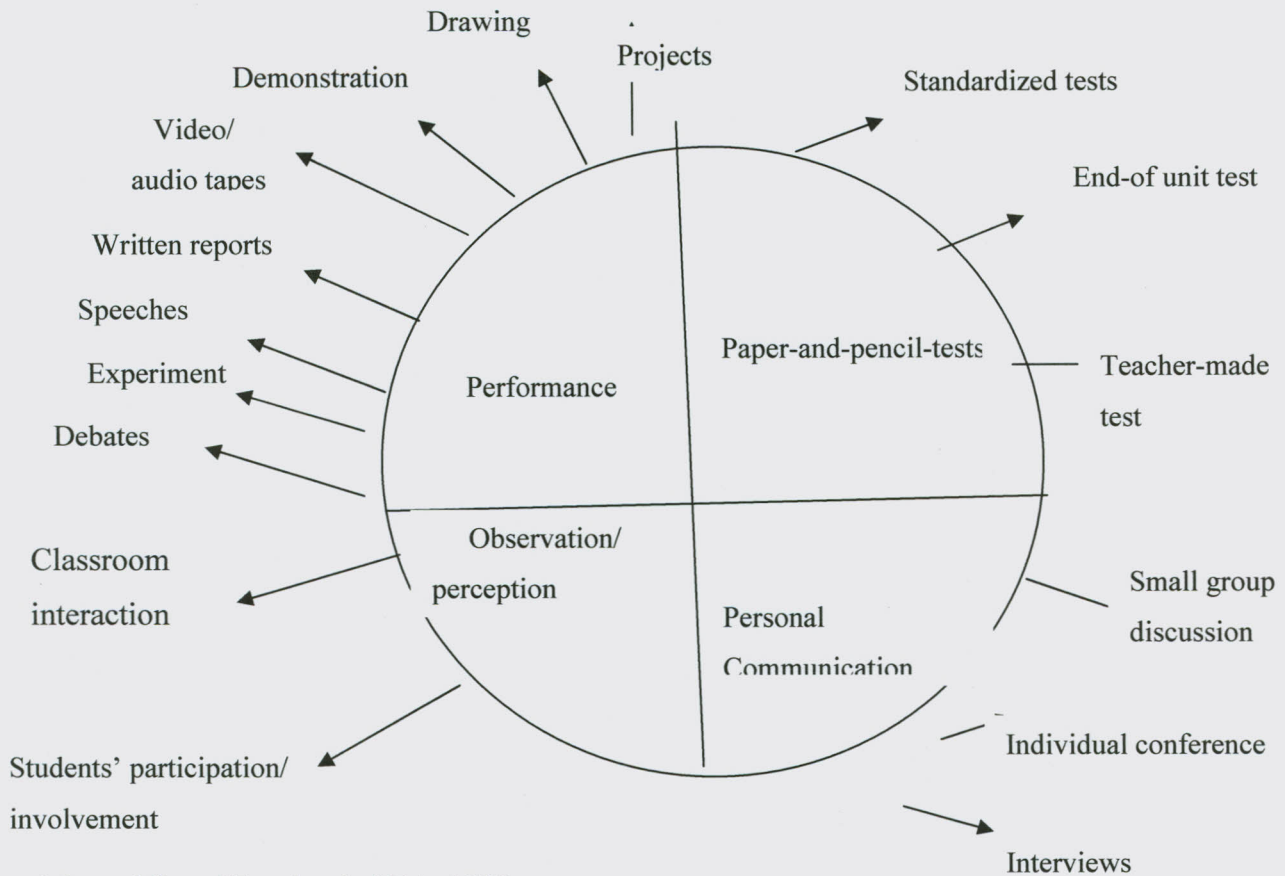 Drawing
Projects
Demonstration
Standardized tests
Video/
audio tapes
End-of unit test
Written reports
Speeches
Paper-and-pencil-tests
Teacher-made
test
Experiment
Performance
Debates
Observation/
perception
Classroom
interaction
Small group
discussion
Personal
Communication
Individual conference
Students' participation/
involvement
Interviews